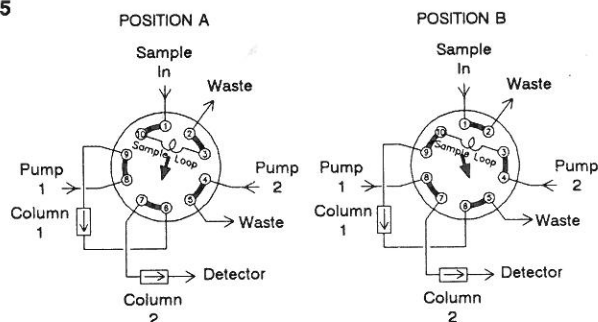 5
POSITION A
Sample
In
Waste
1
2
10
3
Sample Loop
9
8
4
Pump
1
Pump
2
7
6
5
Column
1
Waste
Detector
Column
2
POSITION B
Sample
In
Waste
1
2
10
3
Sample Loop
9
8
4
Pump
1
Pump
2
7
6
5
Column
1
Waste
Detector
Column
2